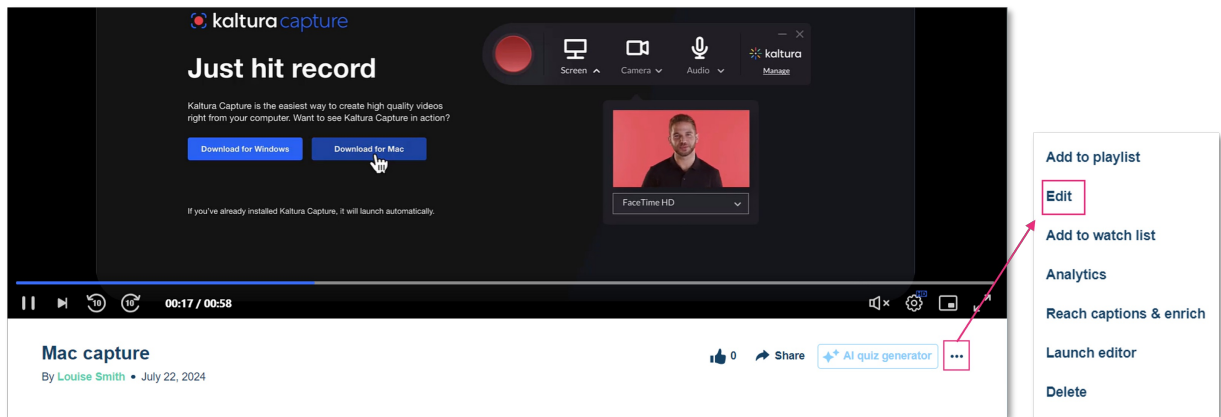 kaltura capture
Just hit record
Kaltura Capture is the easiest way to create high quality videos
right from your computer. Want to see Kaltura Capture in action?
Download for Windows
Download for Mac
If you've already installed Kaltura Capture, it will launch automatically.
Screen
Camera
Audio
kaltura
Manage
FaceTime HD
10
10
00:17 / 00:58
HD
Mac capture
By Louise Smith • July 22, 2024
0
Share
AI quiz generator
...
Add to playlist
Edit
Add to watch list
Analytics
Reach captions & enrich
Launch editor
Delete